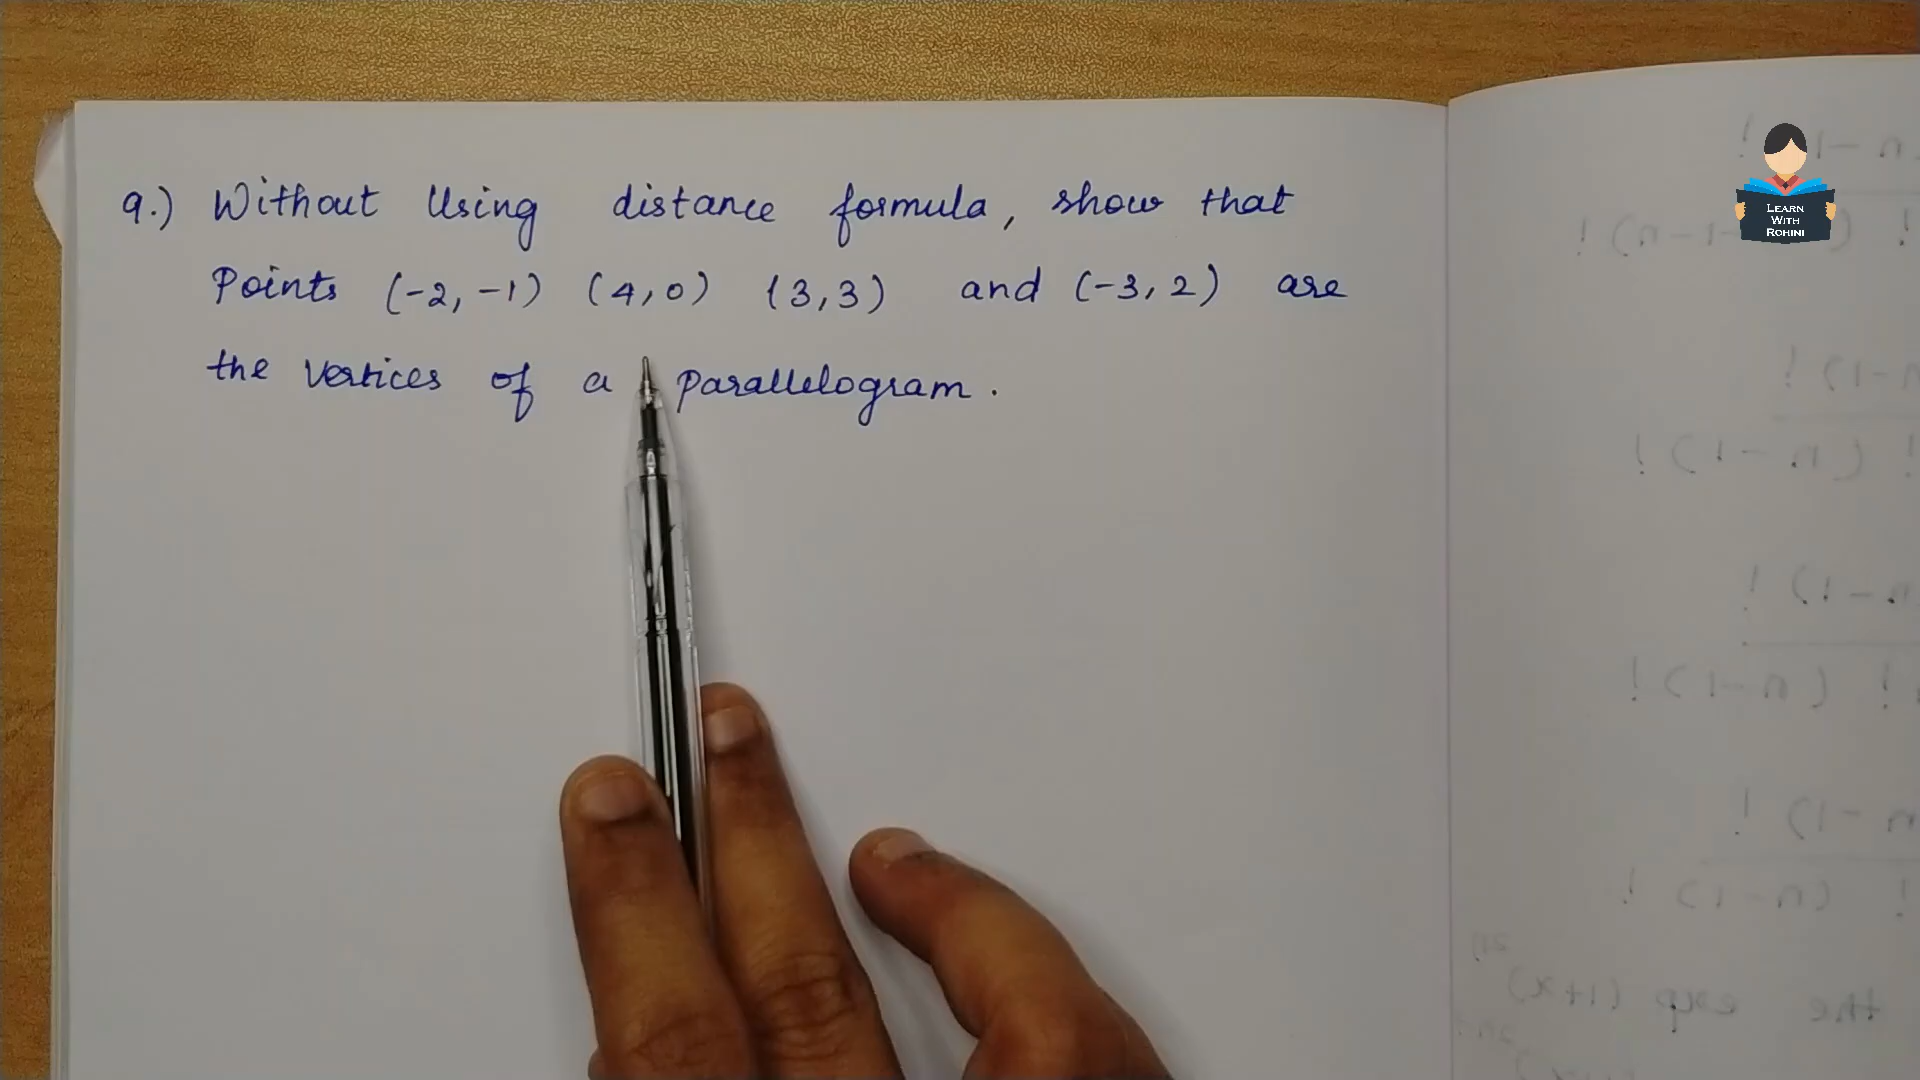 9.) Without Using distance formula, show that
Points (-2, -1) (4, 0) (3, 3) and (-3, 2) are
the vertices of a parallelogram.
LEARN
WITH
ROHINI